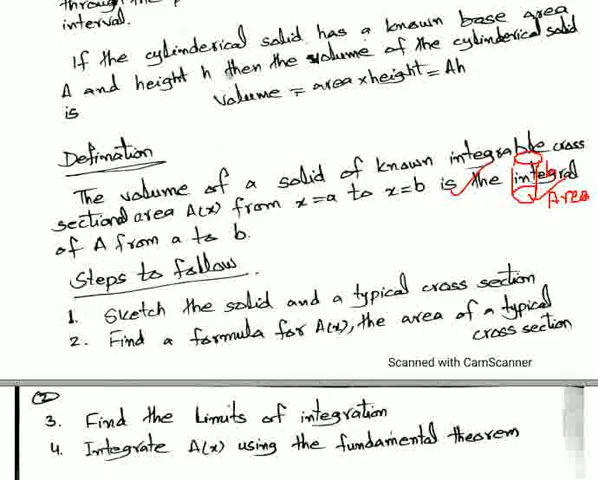 through the
interval.
If the cylinderical solid has a known base area
A and height h then the volume of the cylinderical solid
is
Volume = area x height = Ah
Defination
The volume of a solid of known integrable cross
sectional area A(x) from x=a to x=b is the integral
Area
of A from a to b.
Steps to follow
1. Sketch the solid and a typical cross section
2. Find a formula for A(x), the area of a typical
cross section
Scanned with CamScanner
2
3. Find the Limits of integration
4. Integrate A(x) using the fundamental theorem